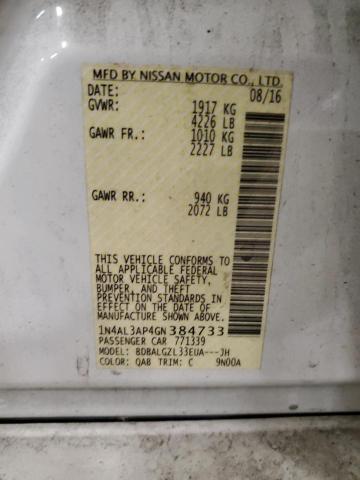 MFD BY NISSAN MOTOR CO., LTD.
DATE: 08/16
GVWR: 1917 KG
4226 LB
GAWR FR.: 1010 KG
2227 LB
GAWR RR.: 940 KG
2072 LB
THIS VEHICLE CONFORMS TO
ALL APPLICABLE FEDERAL
MOTOR VEHICLE SAFETY,
BUMPER, AND THEFT
PREVENTION STANDARDS IN
EFFECT ON THE DATE OF
MANUFACTURE SHOWN ABOVE.
1N4AL3AP4GN384733
PASSENGER CAR 771339
MODEL: BDBALGZL33EUA---JH
COLOR: QAB TRIM: C 9N00A